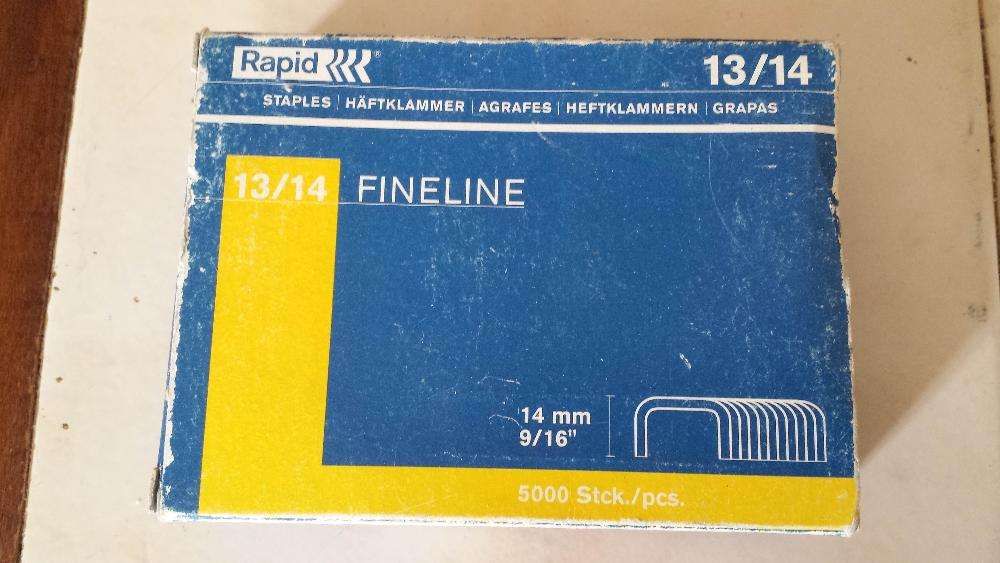 Rapid® 13/14
STAPLES | HÄFTKLAMMER | AGRAFES | HEFTKLAMMERN | GRAPAS
13/14 FINELINE
14 mm
9/16"
5000 Stck./pcs.